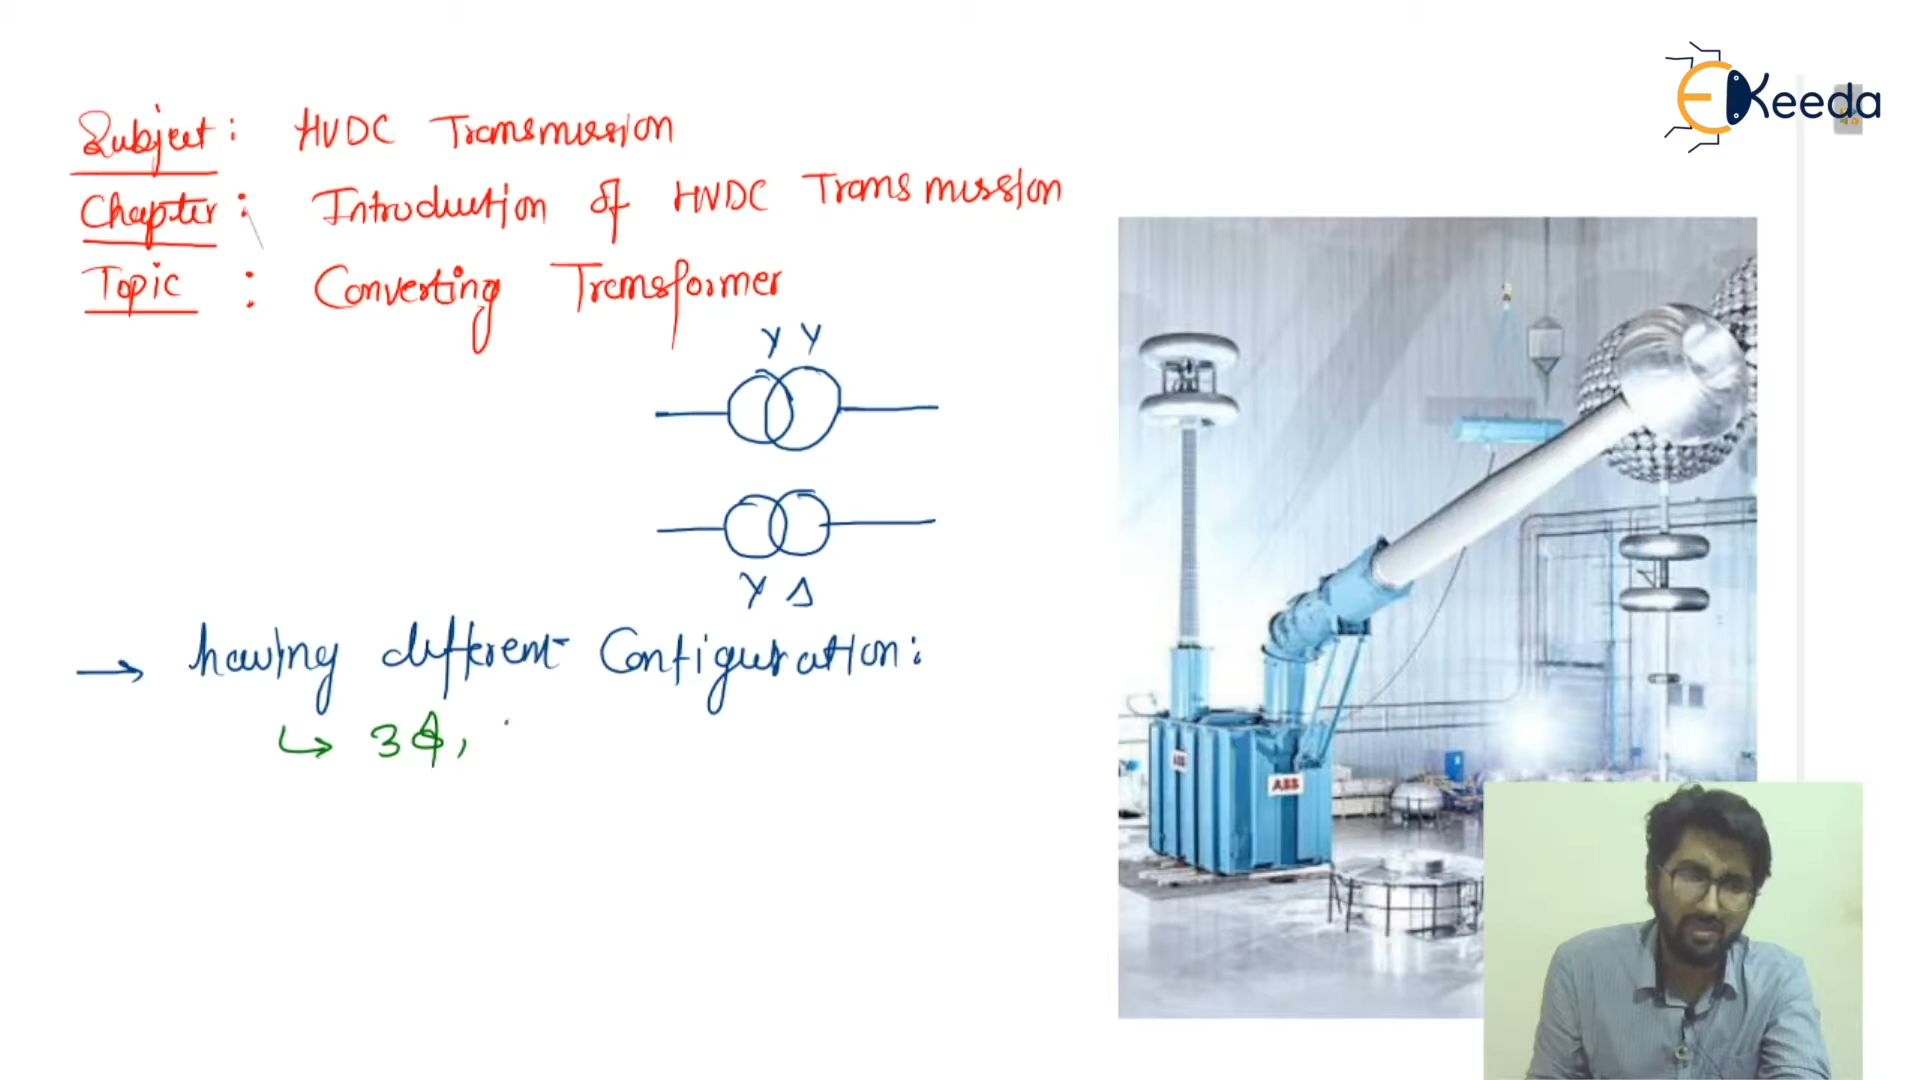 EKeeda
Subject: HVDC Transmission
Chapter: Introduction of HVDC Transmission
Topic : Converting Transformer
Y Y
Y Δ
→ having different Configuration:
↳ 3ϕ,
ABB
ABB